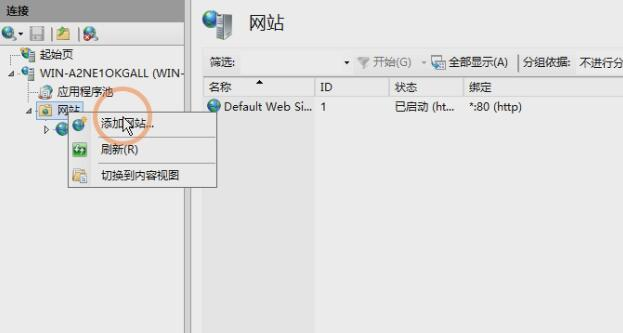 连接
起始页
WIN-A2NE1OKGALL (WIN-
应用程序池
网站
添加网站...
刷新(R)
切换到内容视图
网站
筛选: 开始(G) 全部显示(A) 分组依据: 不进行分
名称 ID 状态 绑定
Default Web Si... 1 已启动 (ht... *:80 (http)